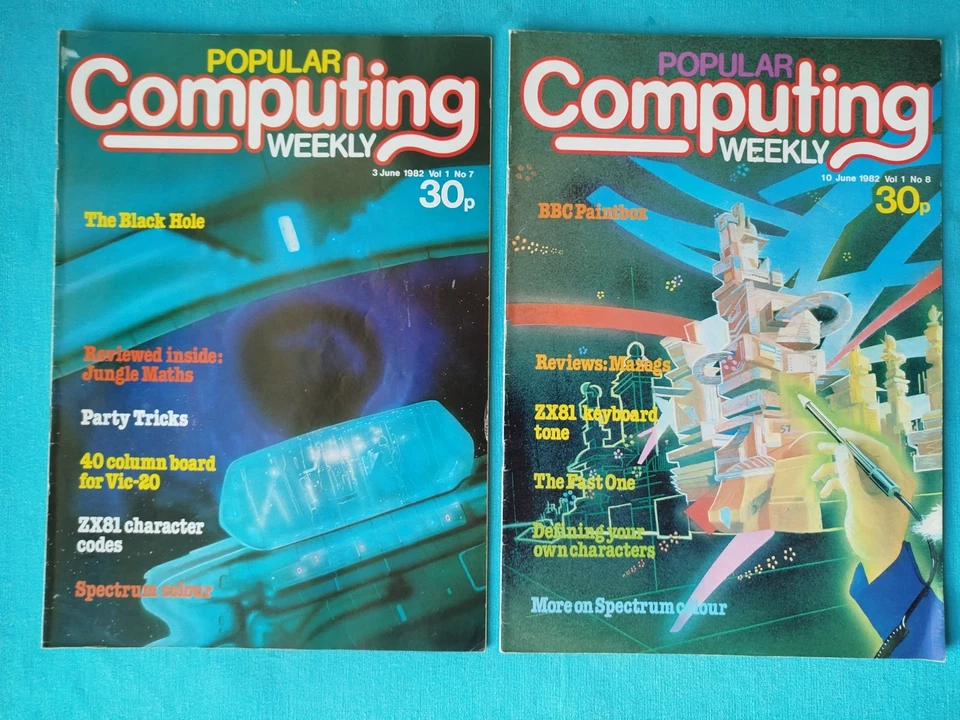 POPULAR
Computing
WEEKLY
3 June 1982 Vol 1 No 7
30p
The Black Hole
Reviewed inside:
Jungle Maths
Party Tricks
40 column board
for Vic-20
ZX81 character
codes
Spectrum colour
POPULAR
Computing
WEEKLY
10 June 1982 Vol 1 No 8
30p
BBC Paintbox
Reviews: Mazogs
ZX81 keyboard
tone
The Fast One
Defining your
own characters
More on Spectrum colour